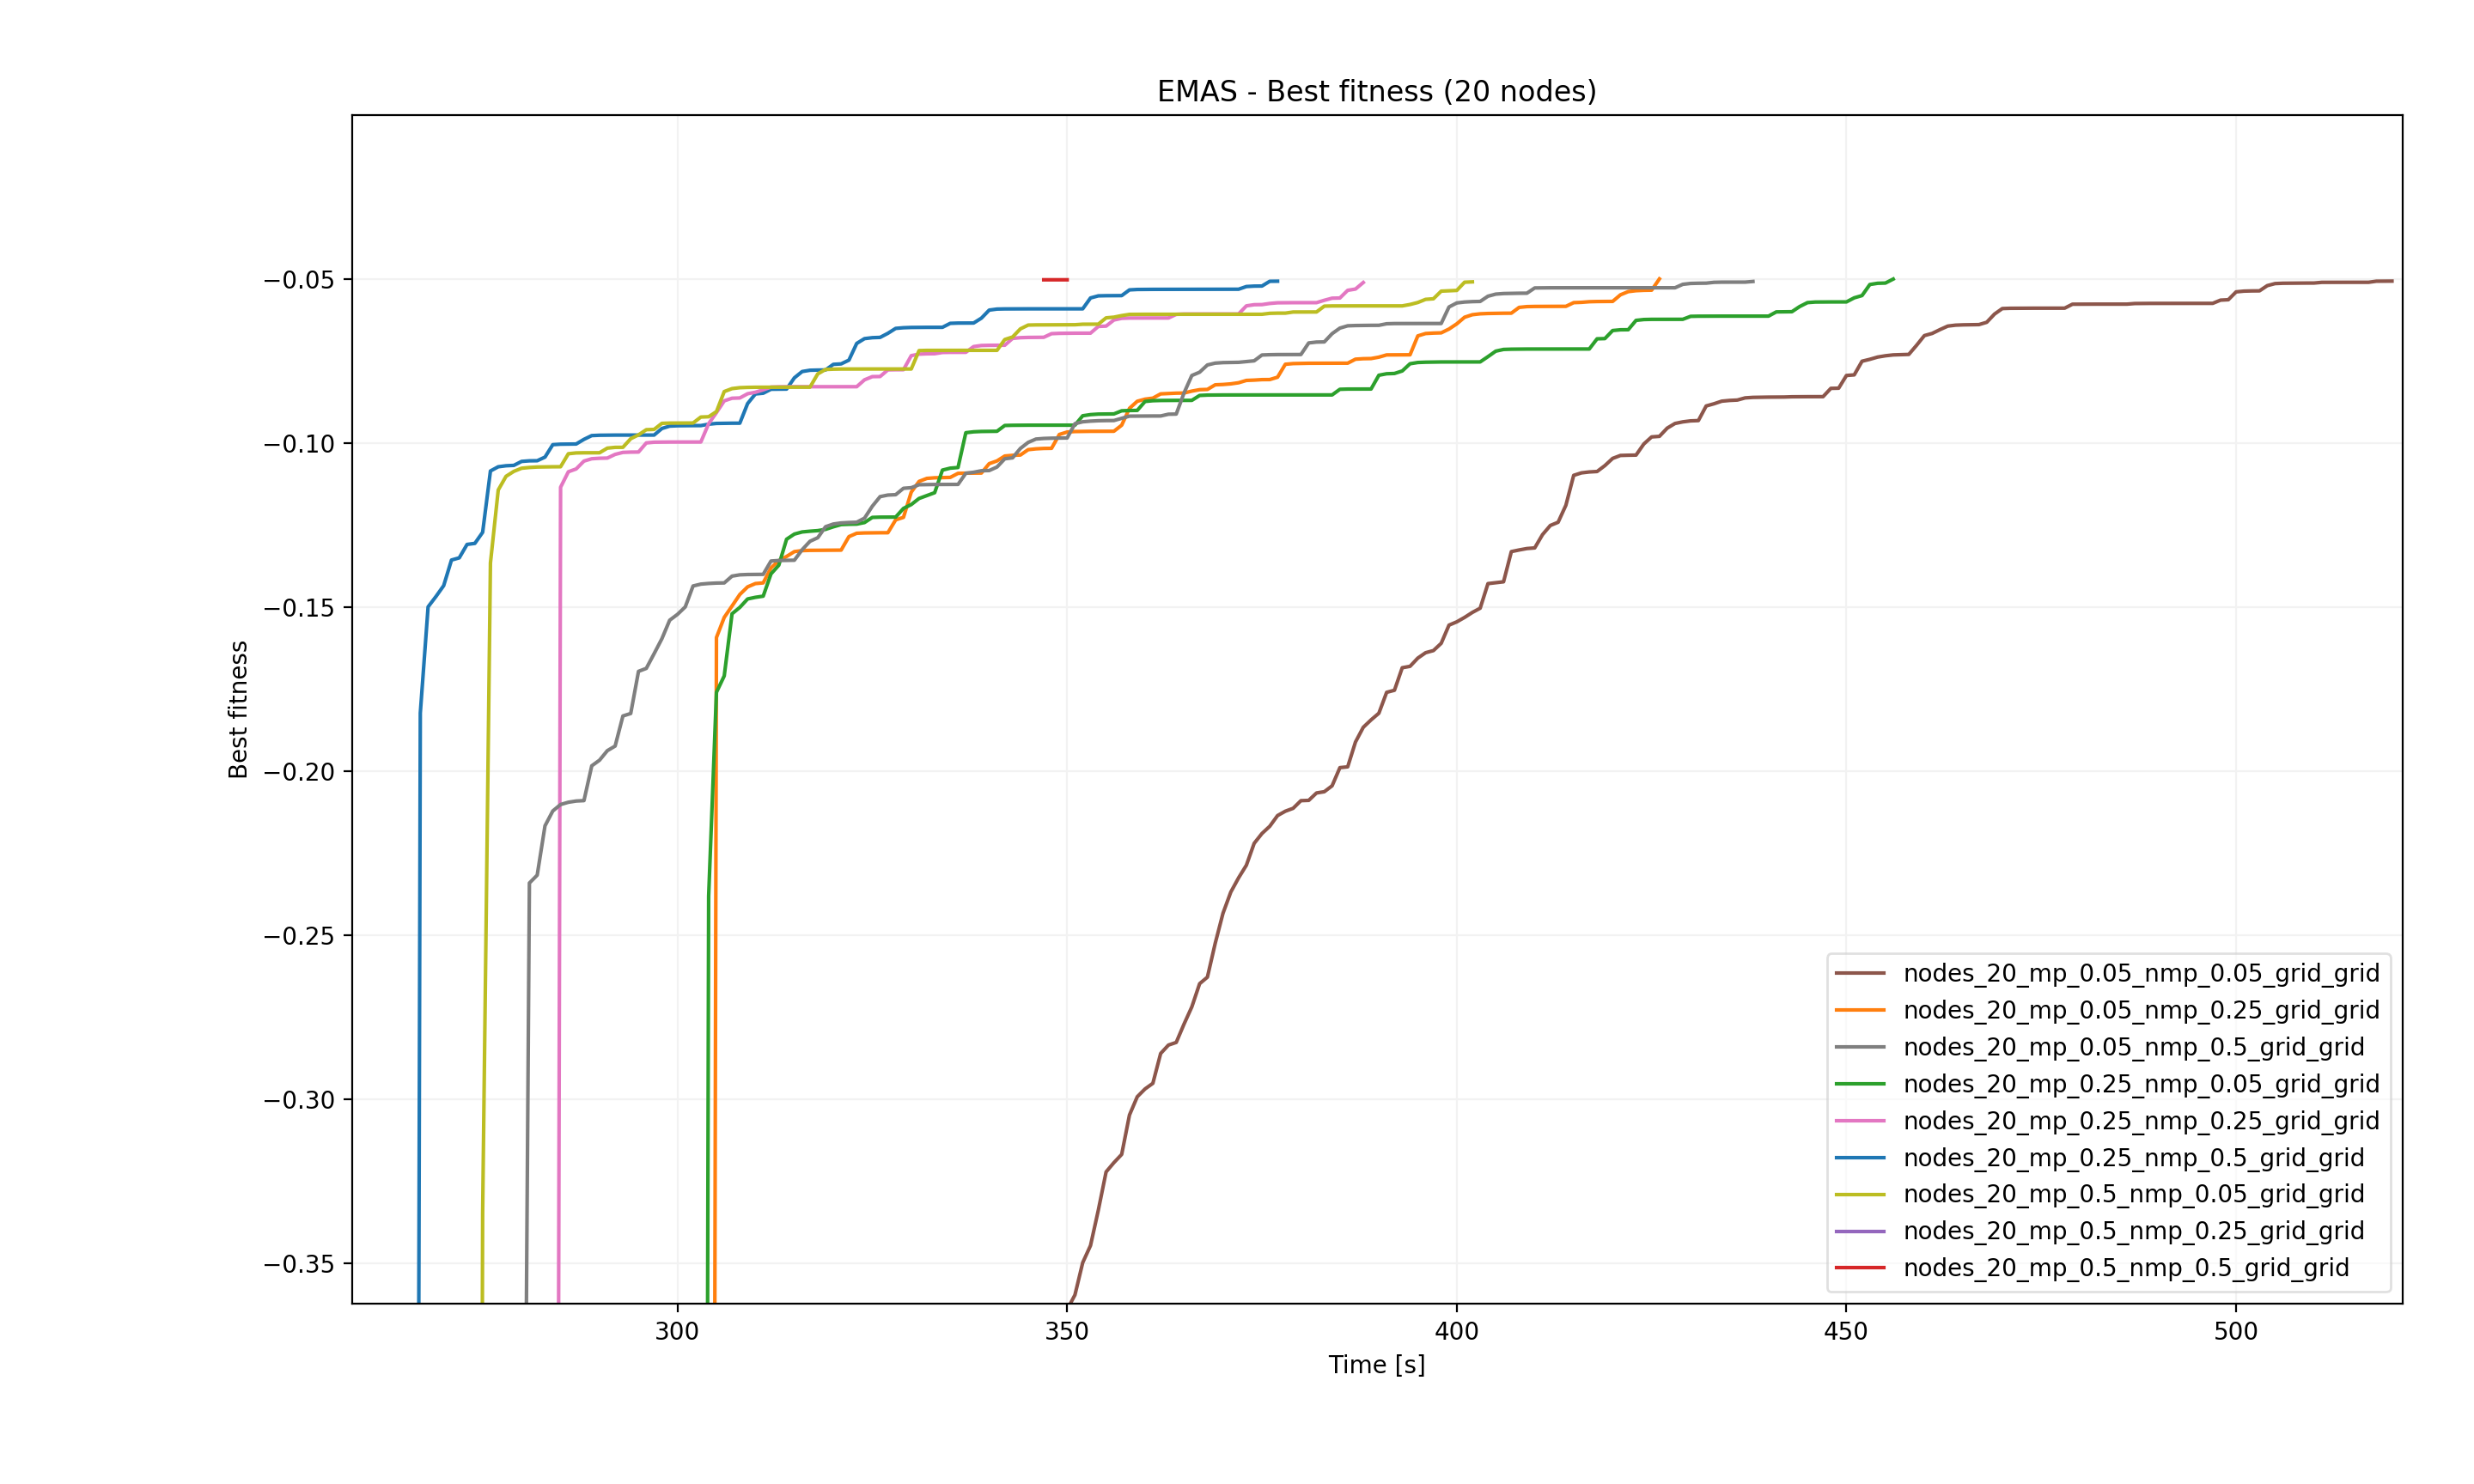 EMAS - Best fitness (20 nodes)
Best fitness
−0.05
−0.10
−0.15
−0.20
−0.25
−0.30
−0.35
nodes_20_mp_0.05_nmp_0.05_grid_grid
nodes_20_mp_0.05_nmp_0.25_grid_grid
nodes_20_mp_0.05_nmp_0.5_grid_grid
nodes_20_mp_0.25_nmp_0.05_grid_grid
nodes_20_mp_0.25_nmp_0.25_grid_grid
nodes_20_mp_0.25_nmp_0.5_grid_grid
nodes_20_mp_0.5_nmp_0.05_grid_grid
nodes_20_mp_0.5_nmp_0.25_grid_grid
nodes_20_mp_0.5_nmp_0.5_grid_grid
300 350 400 450 500
Time [s]